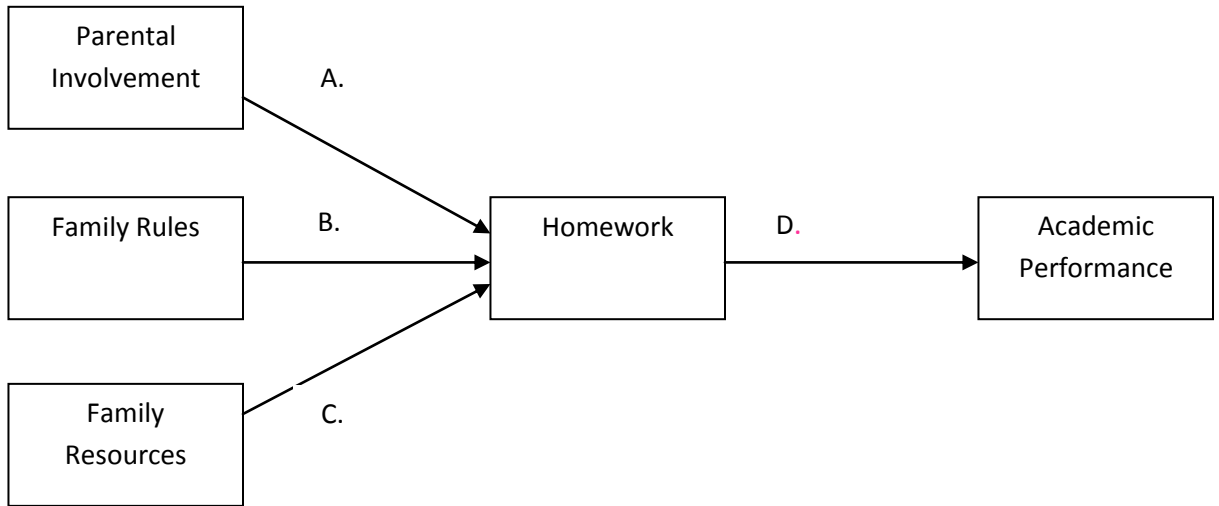 Parental
Involvement
A.
Family Rules
B.
Homework
D.
Academic
Performance
Family
Resources
C.